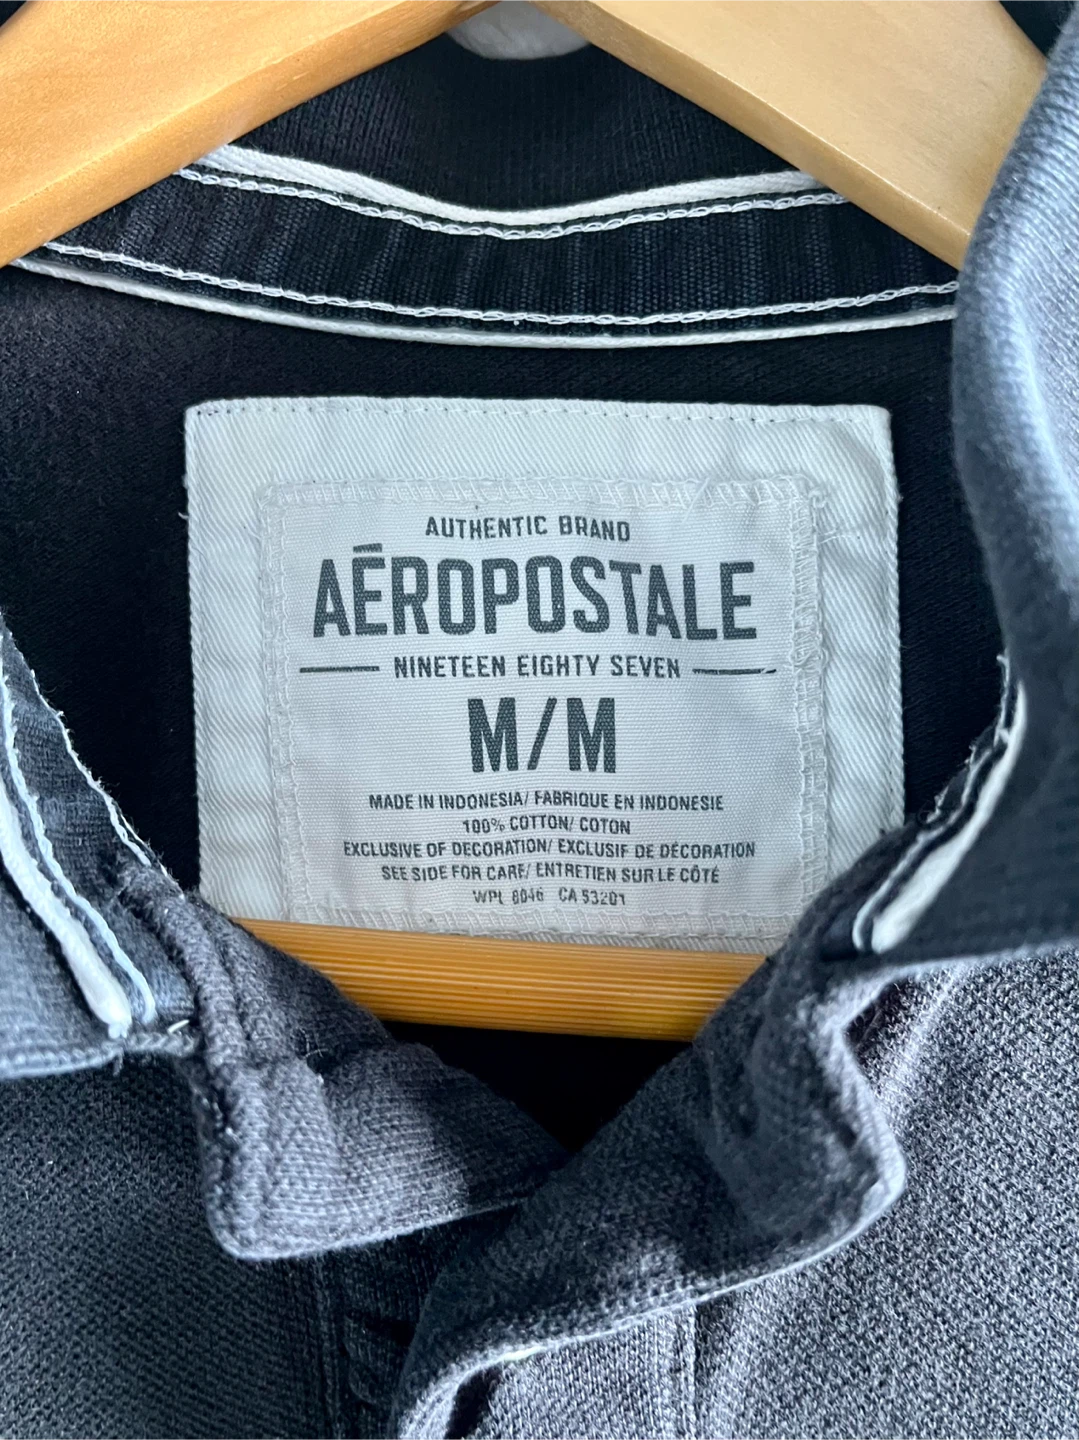 AUTHENTIC BRAND
AĒROPOSTALE
NINETEEN EIGHTY SEVEN
M/M
MADE IN INDONESIA/ FABRIQUE EN INDONESIE
100% COTTON/ COTON
EXCLUSIVE OF DECORATION/ EXCLUSIF DE DÉCORATION
SEE SIDE FOR CARE/ ENTRETIEN SUR LE CÔTÉ
WPL 8046 CA 53201